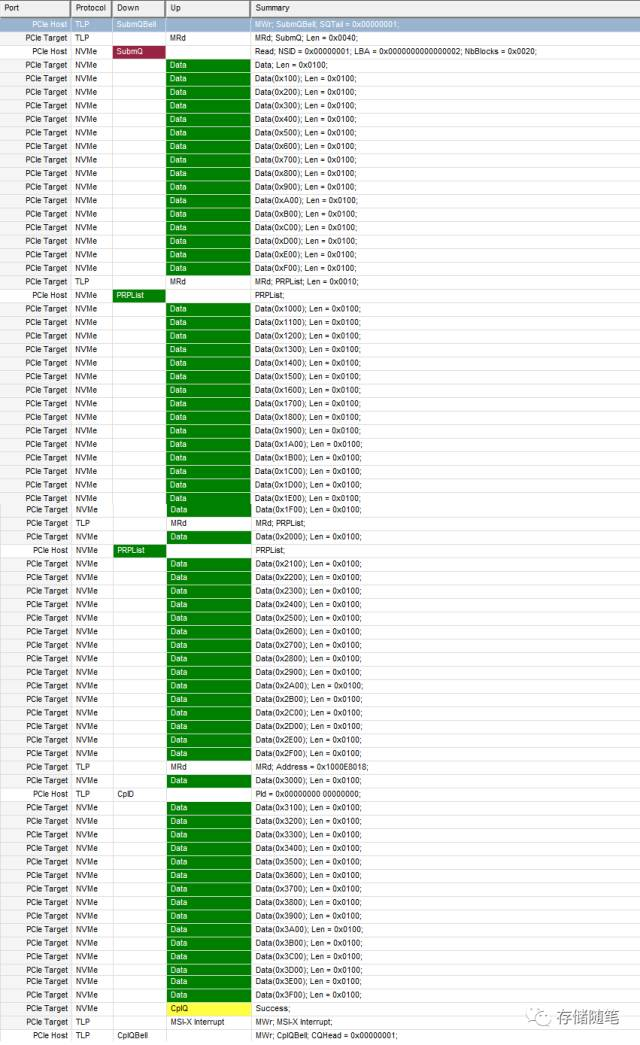 Port Protocol Down Up Summary
PCIe Host TLP SubmQBell MWr; SubmQBell; SQTail = 0x00000001;
PCIe Target TLP MRd MRd; SubmQ; Len = 0x0040;
PCIe Host NVMe SubmQ Read; NSID = 0x00000001; LBA = 0x0000000000000002; NbBlocks = 0x0020;
PCIe Target NVMe Data Data; Len = 0x0100;
PCIe Target NVMe Data Data(0x100); Len = 0x0100;
PCIe Target NVMe Data Data(0x200); Len = 0x0100;
PCIe Target NVMe Data Data(0x300); Len = 0x0100;
PCIe Target NVMe Data Data(0x400); Len = 0x0100;
PCIe Target NVMe Data Data(0x500); Len = 0x0100;
PCIe Target NVMe Data Data(0x600); Len = 0x0100;
PCIe Target NVMe Data Data(0x700); Len = 0x0100;
PCIe Target NVMe Data Data(0x800); Len = 0x0100;
PCIe Target NVMe Data Data(0x900); Len = 0x0100;
PCIe Target NVMe Data Data(0xA00); Len = 0x0100;
PCIe Target NVMe Data Data(0xB00); Len = 0x0100;
PCIe Target NVMe Data Data(0xC00); Len = 0x0100;
PCIe Target NVMe Data Data(0xD00); Len = 0x0100;
PCIe Target NVMe Data Data(0xE00); Len = 0x0100;
PCIe Target NVMe Data Data(0xF00); Len = 0x0100;
PCIe Target TLP MRd MRd; PRPList; Len = 0x0010;
PCIe Host NVMe PRPList PRPList;
PCIe Target NVMe Data Data(0x1000); Len = 0x0100;
PCIe Target NVMe Data Data(0x1100); Len = 0x0100;
PCIe Target NVMe Data Data(0x1200); Len = 0x0100;
PCIe Target NVMe Data Data(0x1300); Len = 0x0100;
PCIe Target NVMe Data Data(0x1400); Len = 0x0100;
PCIe Target NVMe Data Data(0x1500); Len = 0x0100;
PCIe Target NVMe Data Data(0x1600); Len = 0x0100;
PCIe Target NVMe Data Data(0x1700); Len = 0x0100;
PCIe Target NVMe Data Data(0x1800); Len = 0x0100;
PCIe Target NVMe Data Data(0x1900); Len = 0x0100;
PCIe Target NVMe Data Data(0x1A00); Len = 0x0100;
PCIe Target NVMe Data Data(0x1B00); Len = 0x0100;
PCIe Target NVMe Data Data(0x1C00); Len = 0x0100;
PCIe Target NVMe Data Data(0x1D00); Len = 0x0100;
PCIe Target NVMe Data Data(0x1E00); Len = 0x0100;
PCIe Target NVMe Data Data(0x1F00); Len = 0x0100;
PCIe Target TLP MRd MRd; PRPList;
PCIe Target NVMe Data Data(0x2000); Len = 0x0100;
PCIe Host NVMe PRPList PRPList;
PCIe Target NVMe Data Data(0x2100); Len = 0x0100;
PCIe Target NVMe Data Data(0x2200); Len = 0x0100;
PCIe Target NVMe Data Data(0x2300); Len = 0x0100;
PCIe Target NVMe Data Data(0x2400); Len = 0x0100;
PCIe Target NVMe Data Data(0x2500); Len = 0x0100;
PCIe Target NVMe Data Data(0x2600); Len = 0x0100;
PCIe Target NVMe Data Data(0x2700); Len = 0x0100;
PCIe Target NVMe Data Data(0x2800); Len = 0x0100;
PCIe Target NVMe Data Data(0x2900); Len = 0x0100;
PCIe Target NVMe Data Data(0x2A00); Len = 0x0100;
PCIe Target NVMe Data Data(0x2B00); Len = 0x0100;
PCIe Target NVMe Data Data(0x2C00); Len = 0x0100;
PCIe Target NVMe Data Data(0x2D00); Len = 0x0100;
PCIe Target NVMe Data Data(0x2E00); Len = 0x0100;
PCIe Target NVMe Data Data(0x2F00); Len = 0x0100;
PCIe Target TLP MRd MRd; Address = 0x1000E8018;
PCIe Target NVMe Data Data(0x3000); Len = 0x0100;
PCIe Host TLP CplD Pld = 0x00000000 00000000;
PCIe Target NVMe Data Data(0x3100); Len = 0x0100;
PCIe Target NVMe Data Data(0x3200); Len = 0x0100;
PCIe Target NVMe Data Data(0x3300); Len = 0x0100;
PCIe Target NVMe Data Data(0x3400); Len = 0x0100;
PCIe Target NVMe Data Data(0x3500); Len = 0x0100;
PCIe Target NVMe Data Data(0x3600); Len = 0x0100;
PCIe Target NVMe Data Data(0x3700); Len = 0x0100;
PCIe Target NVMe Data Data(0x3800); Len = 0x0100;
PCIe Target NVMe Data Data(0x3900); Len = 0x0100;
PCIe Target NVMe Data Data(0x3A00); Len = 0x0100;
PCIe Target NVMe Data Data(0x3B00); Len = 0x0100;
PCIe Target NVMe Data Data(0x3C00); Len = 0x0100;
PCIe Target NVMe Data Data(0x3D00); Len = 0x0100;
PCIe Target NVMe Data Data(0x3E00); Len = 0x0100;
PCIe Target NVMe Data Data(0x3F00); Len = 0x0100;
PCIe Target NVMe CplQ Success;
PCIe Target TLP MSI-X Interrupt MWr; MSI-X Interrupt;
PCIe Host TLP CplQBell MWr; CplQBell; CQHead = 0x00000001;
存储随笔